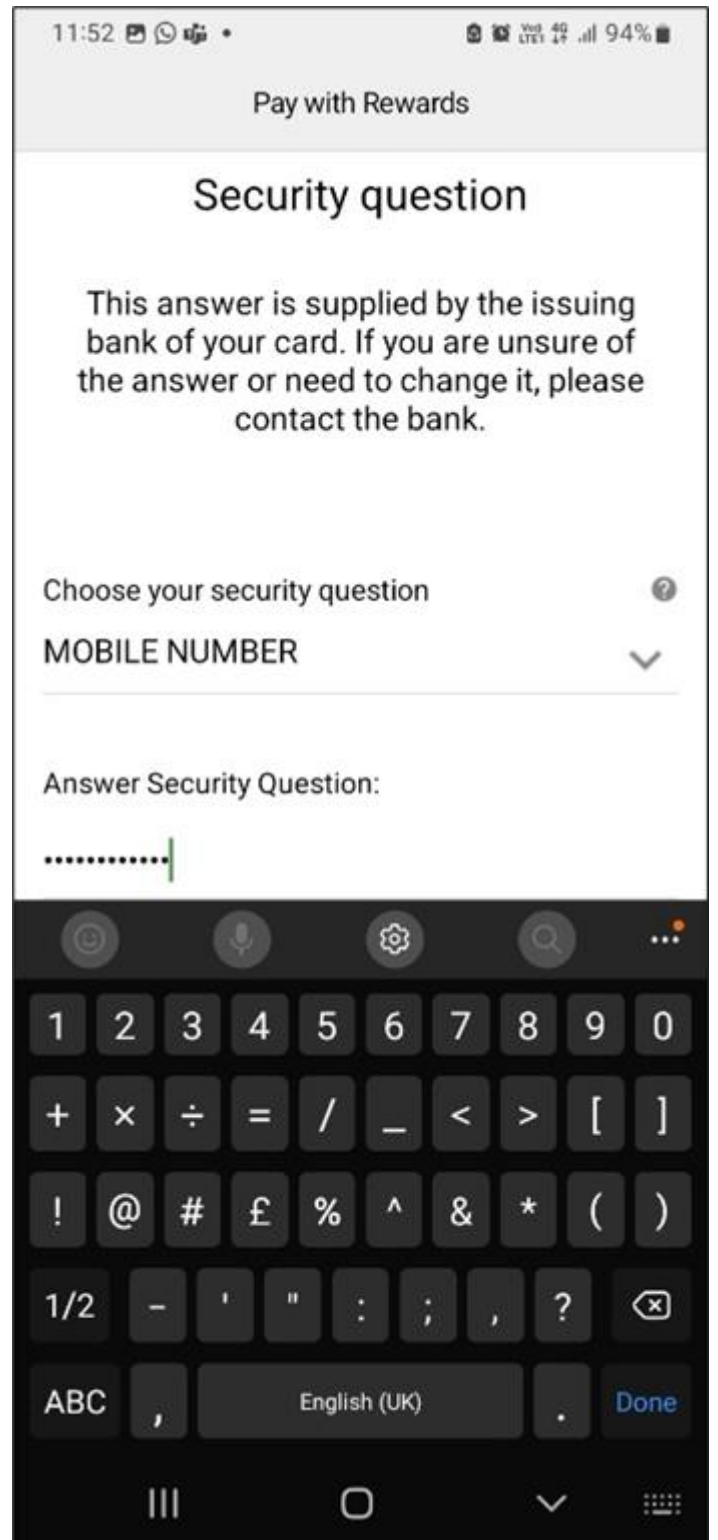 11:52 94%
Pay with Rewards
Security question
This answer is supplied by the issuing
bank of your card. If you are unsure of
the answer or need to change it, please
contact the bank.
Choose your security question ?
MOBILE NUMBER
Answer Security Question:
••••••••••••
1 2 3 4 5 6 7 8 9 0
+ × ÷ = / _ < > [ ]
! @ # £ % ^ & * ( )
1/2 - ' " : ; , ?
ABC , English (UK) . Done